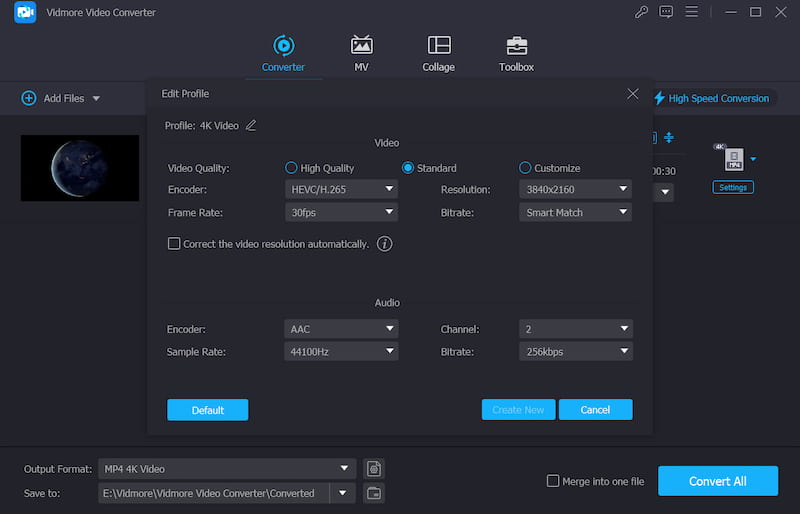 Vidmore Video Converter
Converter MV Collage Toolbox
Add Files
High Speed Conversion
Edit Profile
Profile: 4K Video
Video
Video Quality: High Quality Standard Customize
Encoder: HEVC/H.265 Resolution: 3840x2160
Frame Rate: 30fps Bitrate: Smart Match
Correct the video resolution automatically.
Audio
Encoder: AAC Channel: 2
Sample Rate: 44100Hz Bitrate: 256kbps
Default Create New Cancel
4K
MP4
00:30
Settings
Output Format: MP4 4K Video
Save to: E:\Vidmore\Vidmore Video Converter\Converted
Merge into one file
Convert All